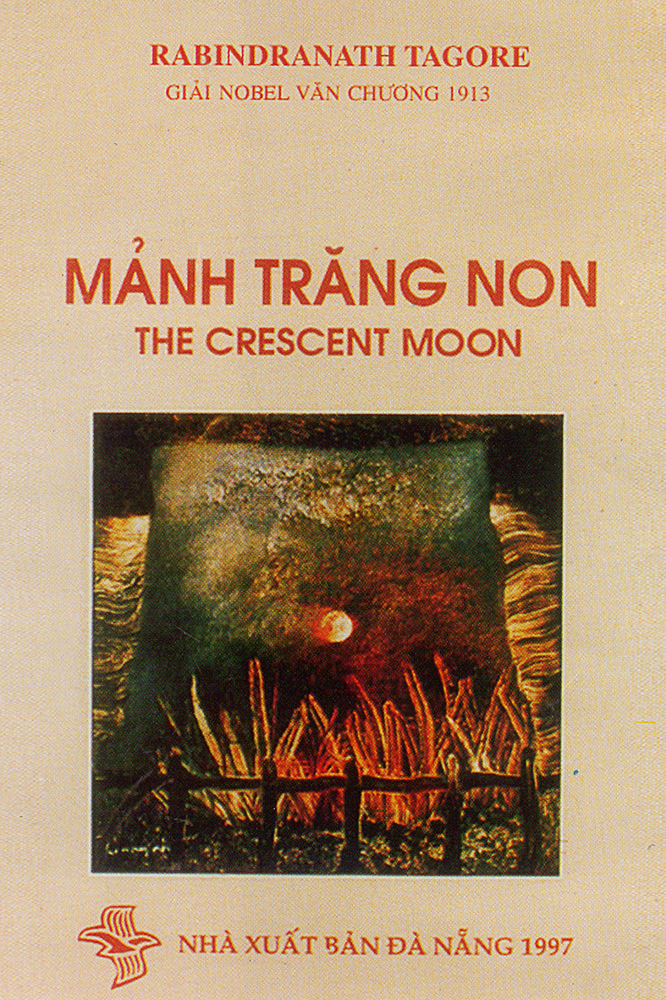 RABINDRANATH TAGORE
GIẢI NOBEL VĂN CHƯƠNG 1913
MẢNH TRĂNG NON
THE CRESCENT MOON
NHÀ XUẤT BẢN ĐÀ NẴNG 1997